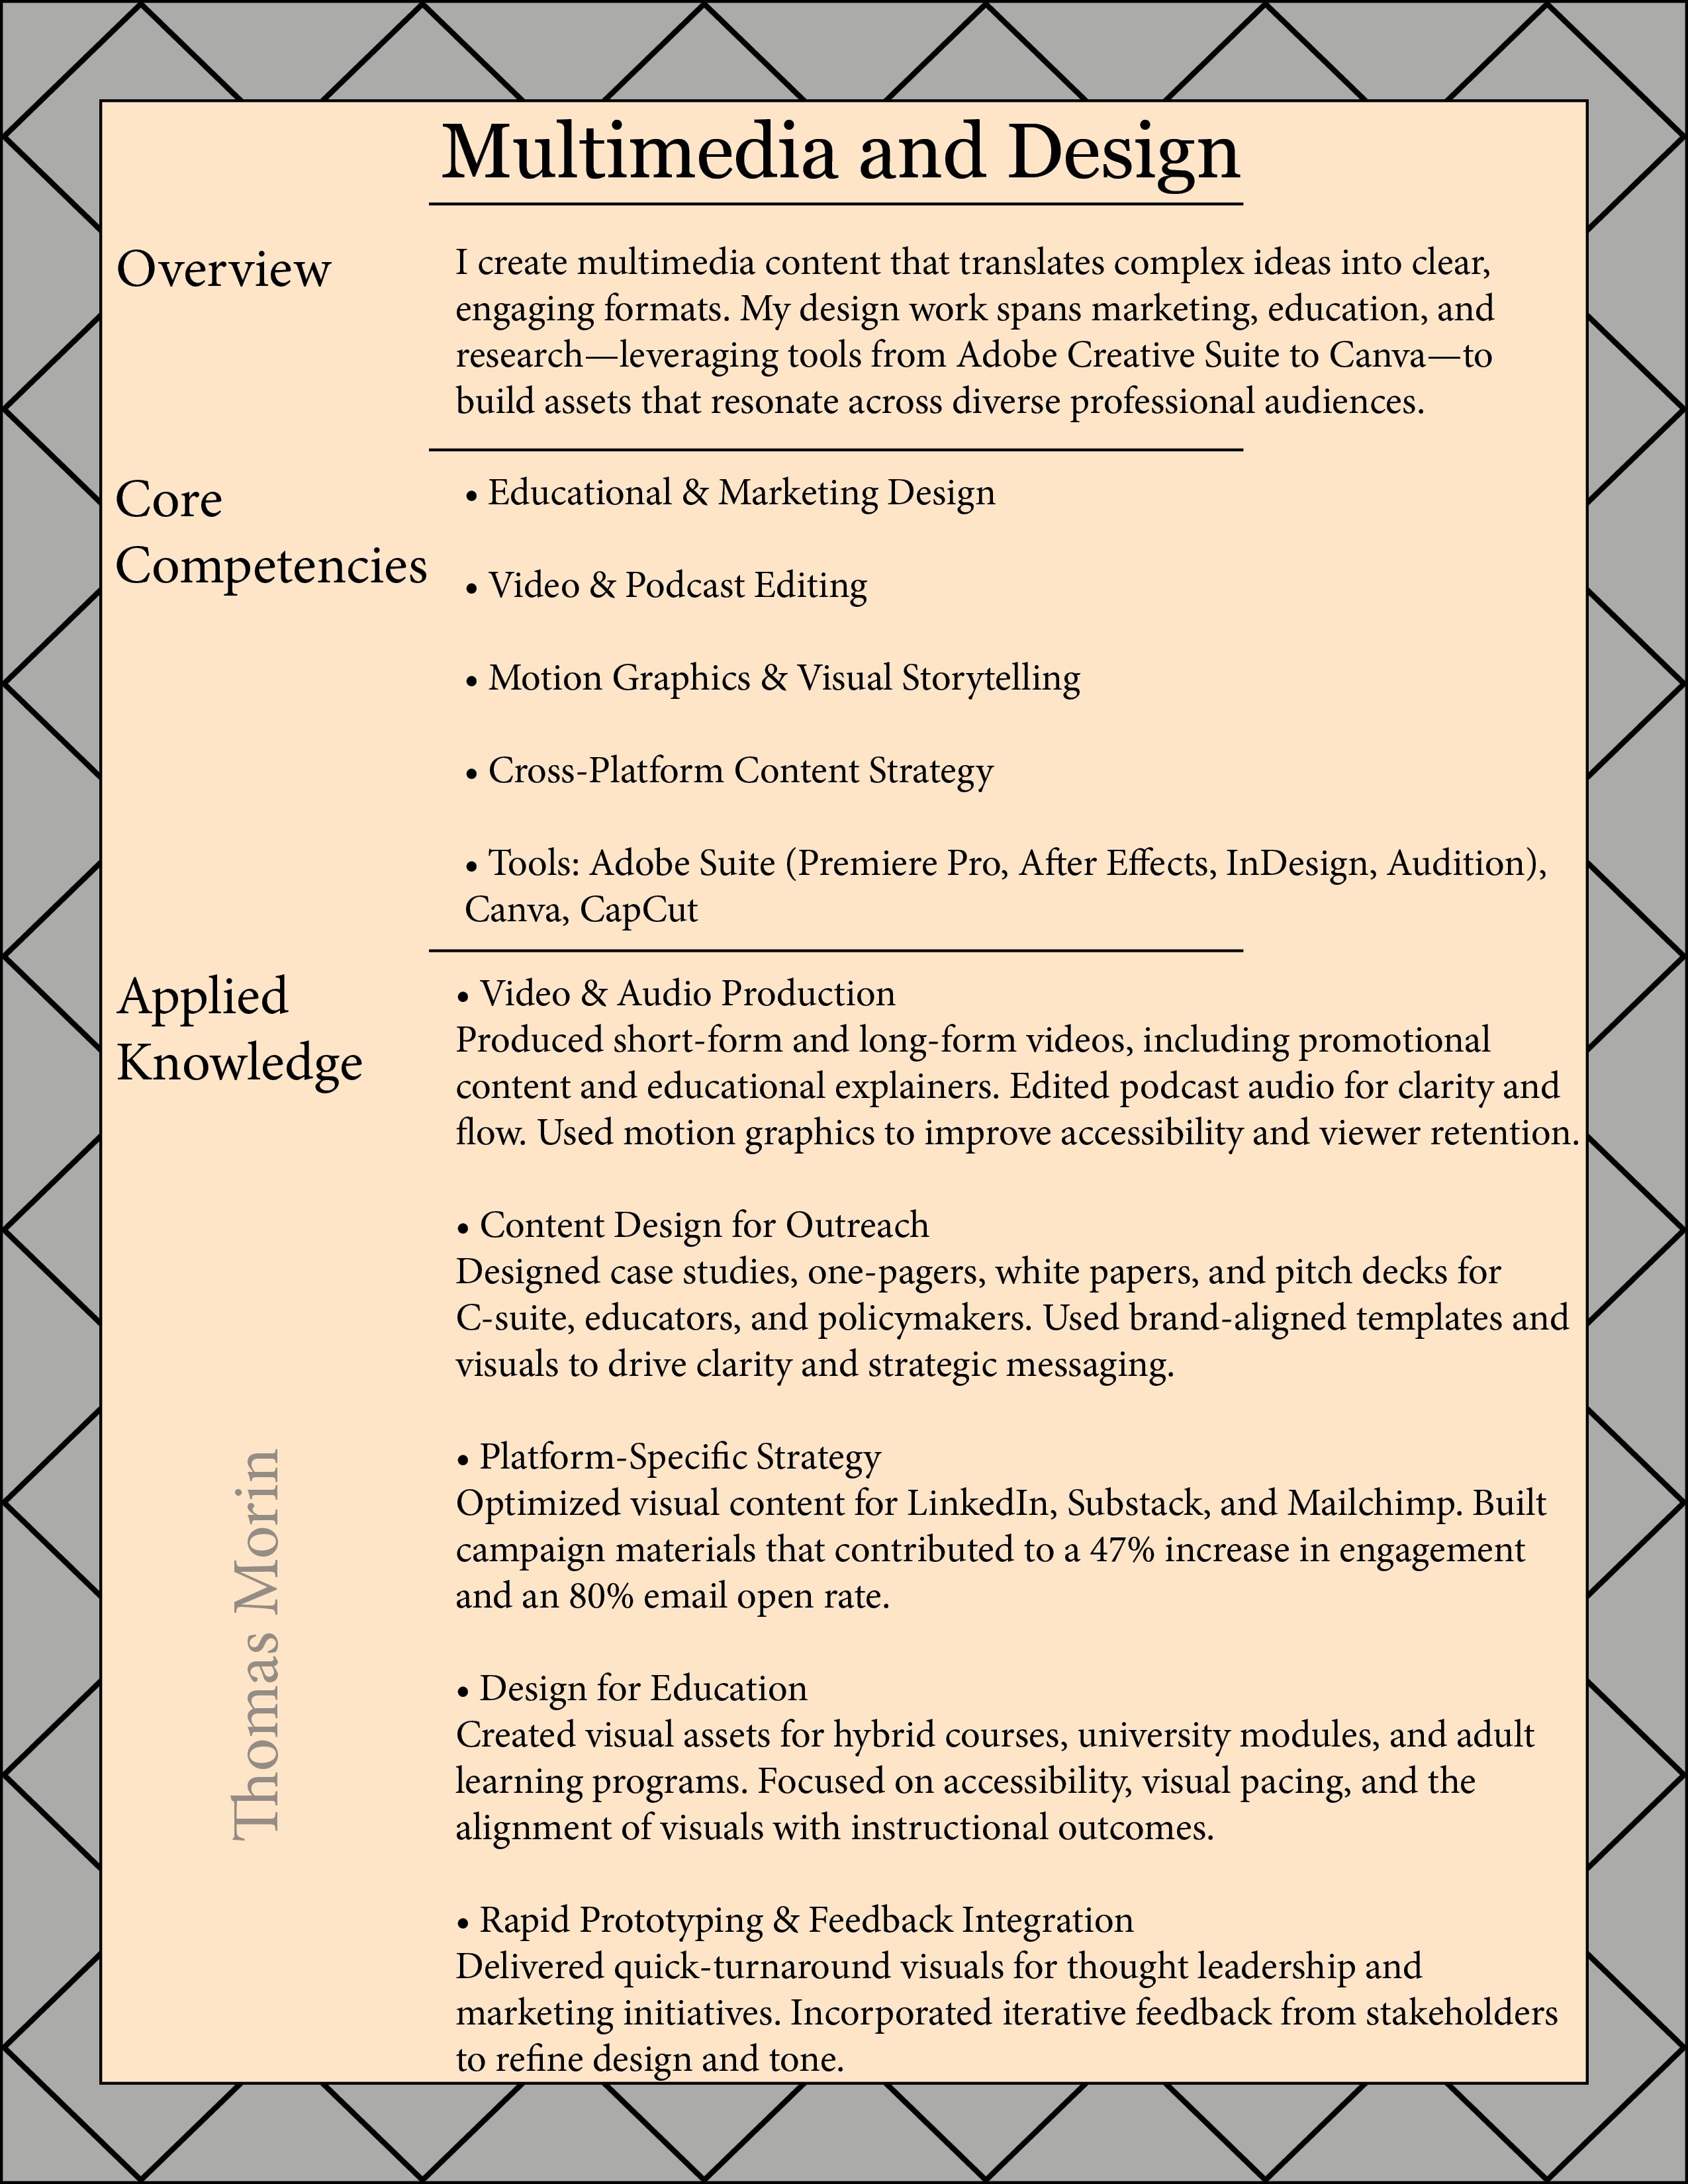 Multimedia and Design
Overview
I create multimedia content that translates complex ideas into clear,
engaging formats. My design work spans marketing, education, and
research—leveraging tools from Adobe Creative Suite to Canva—to
build assets that resonate across diverse professional audiences.
Core
Competencies
• Educational & Marketing Design
• Video & Podcast Editing
• Motion Graphics & Visual Storytelling
• Cross-Platform Content Strategy
• Tools: Adobe Suite (Premiere Pro, After Effects, InDesign, Audition),
Canva, CapCut
Applied
Knowledge
• Video & Audio Production
Produced short-form and long-form videos, including promotional
content and educational explainers. Edited podcast audio for clarity and
flow. Used motion graphics to improve accessibility and viewer retention.
• Content Design for Outreach
Designed case studies, one-pagers, white papers, and pitch decks for
C-suite, educators, and policymakers. Used brand-aligned templates and
visuals to drive clarity and strategic messaging.
• Platform-Specific Strategy
Optimized visual content for LinkedIn, Substack, and Mailchimp. Built
campaign materials that contributed to a 47% increase in engagement
and an 80% email open rate.
• Design for Education
Created visual assets for hybrid courses, university modules, and adult
learning programs. Focused on accessibility, visual pacing, and the
alignment of visuals with instructional outcomes.
• Rapid Prototyping & Feedback Integration
Delivered quick-turnaround visuals for thought leadership and
marketing initiatives. Incorporated iterative feedback from stakeholders
to refine design and tone.
Thomas Morin